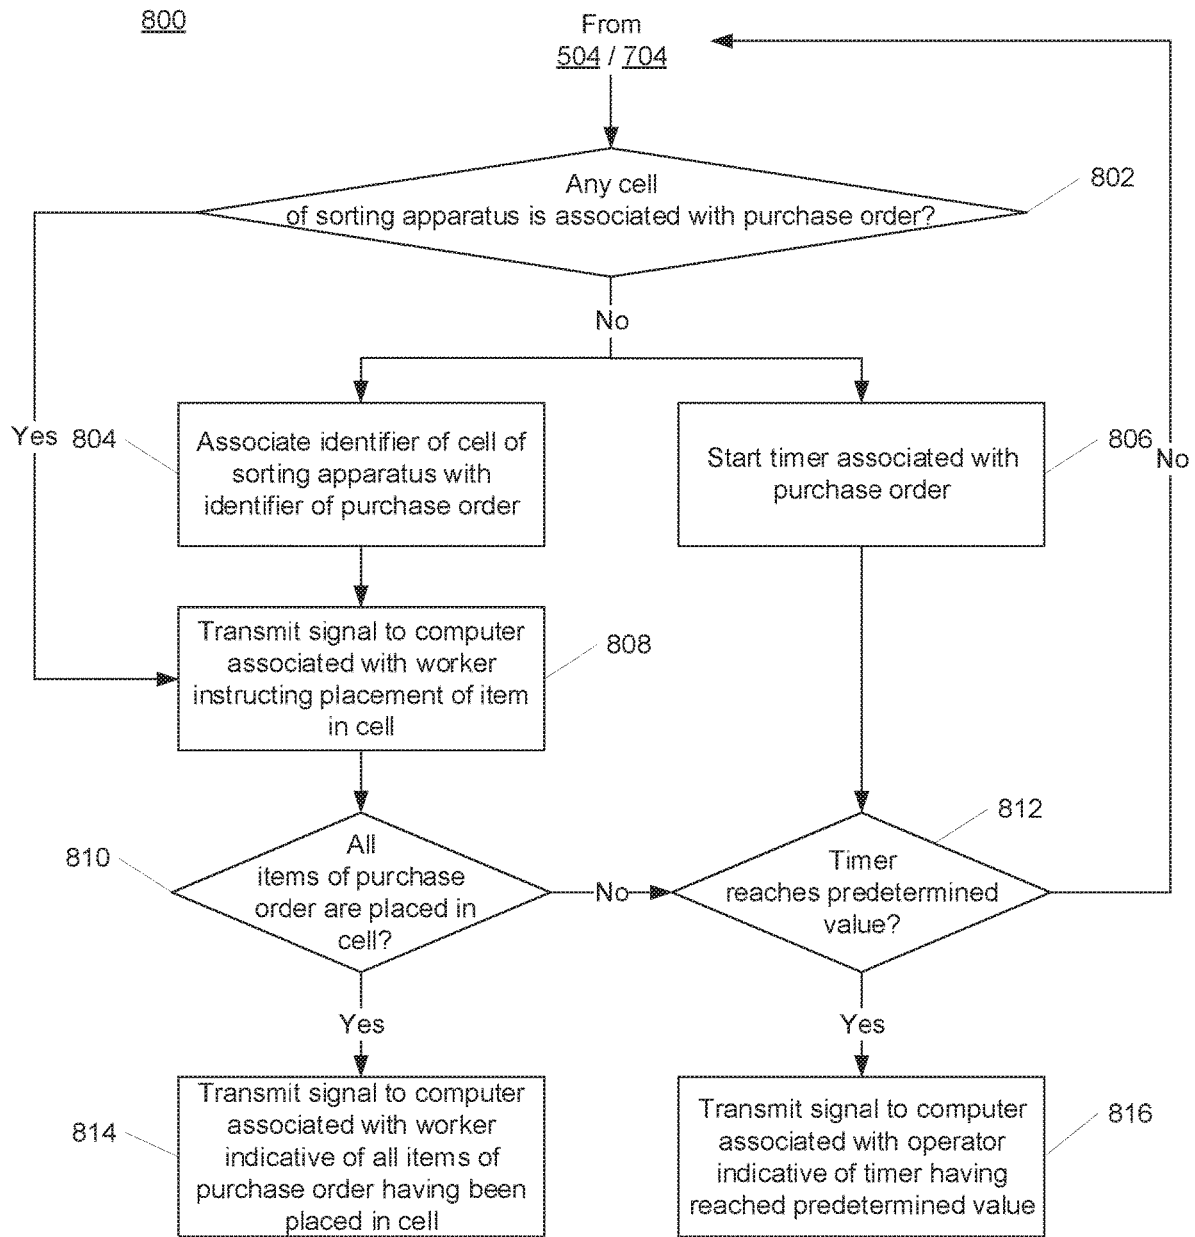 800
From
504 / 704
Any cell
of sorting apparatus is associated with purchase order?
802
No
Yes
804
Associate identifier of cell of
sorting apparatus with
identifier of purchase order
Start timer associated with
purchase order
806
No
Transmit signal to computer
associated with worker
instructing placement of item
in cell
808
810
All
items of purchase
order are placed in
cell?
No
Timer
reaches predetermined
value?
812
Yes
Yes
814
Transmit signal to computer
associated with worker
indicative of all items of
purchase order having been
placed in cell
Transmit signal to computer
associated with operator
indicative of timer having
reached predetermined value
816